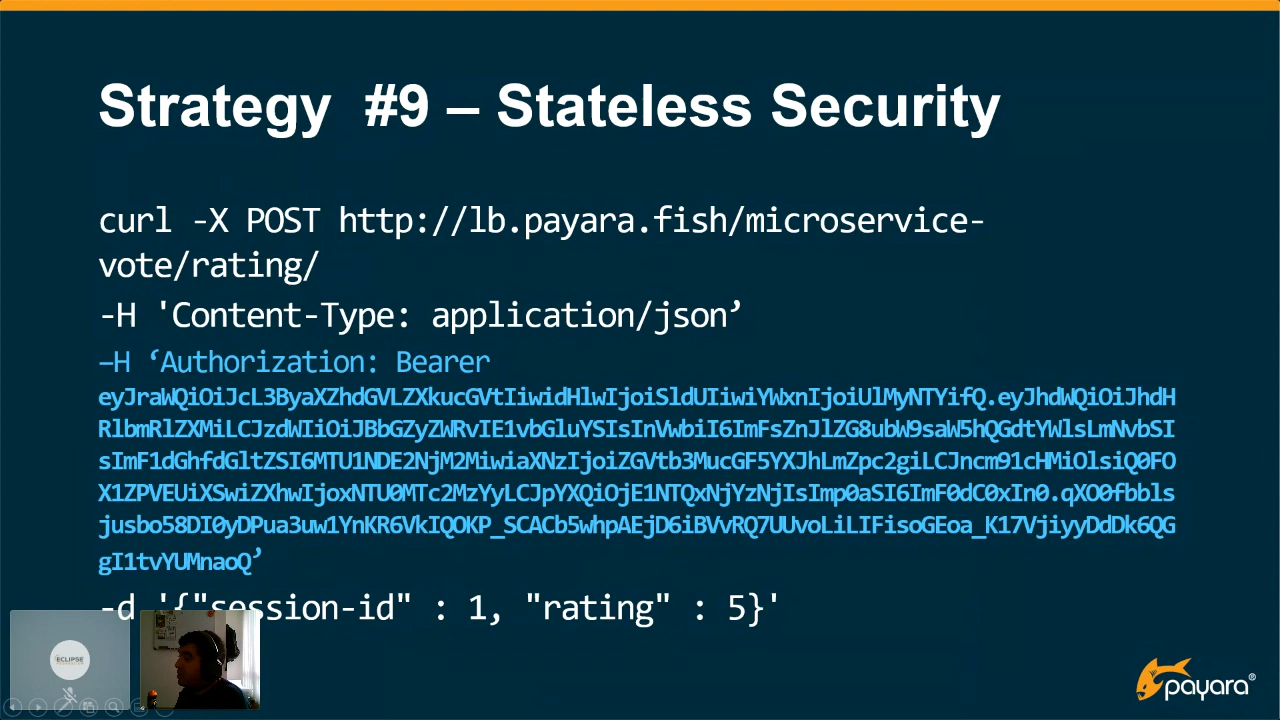 Strategy #9 – Stateless Security
curl -X POST http://lb.payara.fish/microservice-
vote/rating/
-H 'Content-Type: application/json’
–H ‘Authorization: Bearer
eyJraWQiOiJcL3ByaXZhdGVLZXkucGVtIiwidHlwIjoiSldUIiwiYWxnIjoiUlMyNTYifQ.eyJhdWQiOiJhdH
RlbmRlZXMiLCJzdWIiOiJBbGZyZWRvIE1vbGluYSIsInVwbiI6ImFsZnJlZG8ubW9saW5hQGdtYWlsLmNvbSI
sImF1dGhfdGltZSI6MTU1NDE2NjM2MiwiaXNzIjoiZGVtb3MucGF5YXJhLmZpc2giLCJncm91cHMiOlsiQ0FO
X1ZPVEUiXSwiZXhwIjoxNTU0MTc2MzYyLCJpYXQiOjE1NTQxNjYzNjIsImp0aSI6ImF0dC0xIn0.qXO0fbbls
jusbo58DI0yDPua3uw1YnKR6VkIQOKP_SCACb5whpAEjD6iBVvRQ7UUvoLiLIFisoGEoa_K17VjiyyDdDk6QG
gI1tvYUMnaoQ’
-d '{"session-id" : 1, "rating" : 5}'
ECLIPSE
payara®